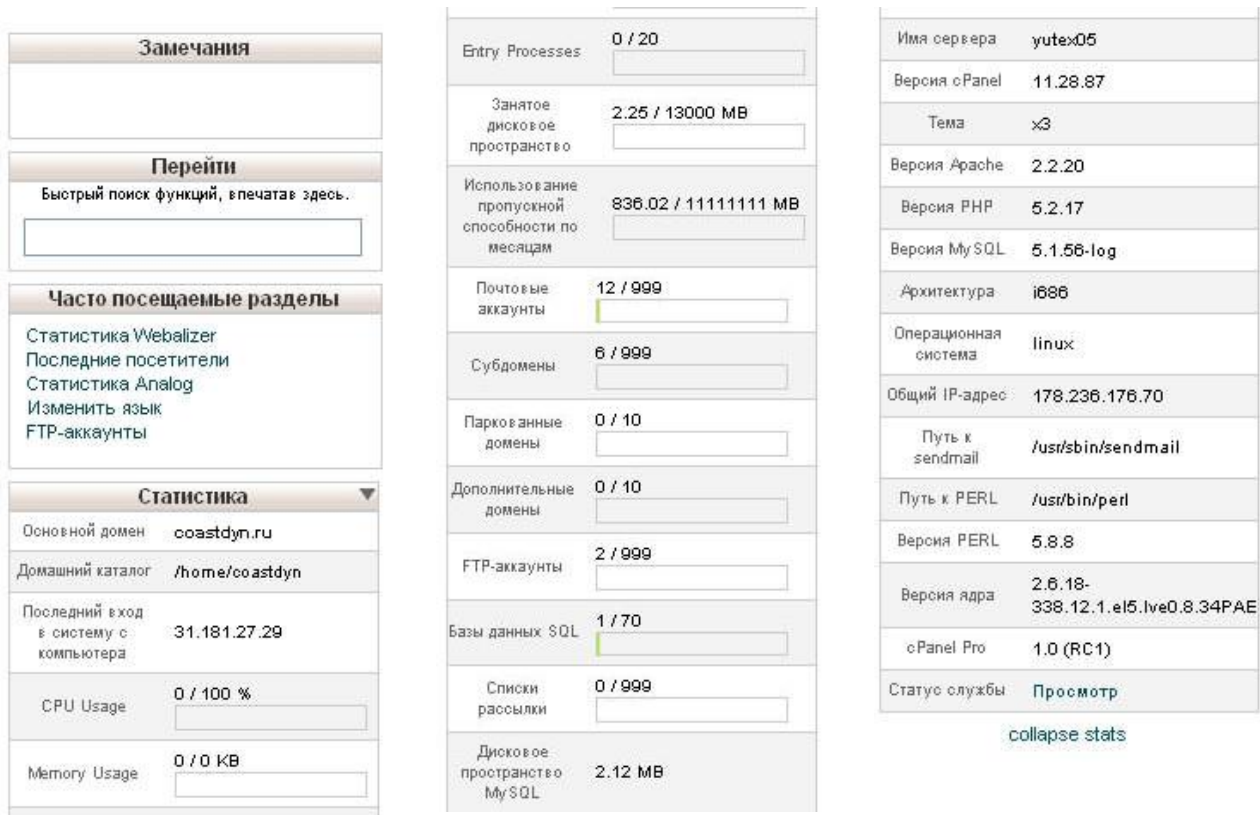 Замечания
Перейти
Быстрый поиск функций, впечатав здесь.
Часто посещаемые разделы
Статистика Webalizer
Последние посетители
Статистика Analog
Изменить язык
FTP-аккаунты
Статистика
Основной домен coastdyn.ru
Домашний каталог /home/coastdyn
Последний вход
в систему с
компьютера
31.181.27.29
CPU Usage
0 / 100 %
Memory Usage
0 / 0 KB
Entry Processes
0 / 20
Занятое
дисковое
пространство
2.25 / 13000 MB
Использование
пропускной
способности по
месяцам
836.02 / 11111111 MB
Почтовые
аккаунты
12 / 999
Субдомены
6 / 999
Паркованные
домены
0 / 10
Дополнительные
домены
0 / 10
FTP-аккаунты
2 / 999
Базы данных SQL
1 / 70
Списки
рассылки
0 / 999
Дисковое
пространство
MySQL
2.12 MB
Имя сервера yutex05
Версия cPanel 11.28.87
Тема x3
Версия Apache 2.2.20
Версия PHP 5.2.17
Версия MySQL 5.1.56-log
Архитектура i686
Операционная
система
linux
Общий IP-адрес 178.236.176.70
Путь к
sendmail
/usr/sbin/sendmail
Путь к PERL /usr/bin/perl
Версия PERL 5.8.8
Версия ядра
2.6.18-
338.12.1.el5.lve0.8.34PAE
cPanel Pro 1.0 (RC1)
Статус службы Просмотр
collapse stats